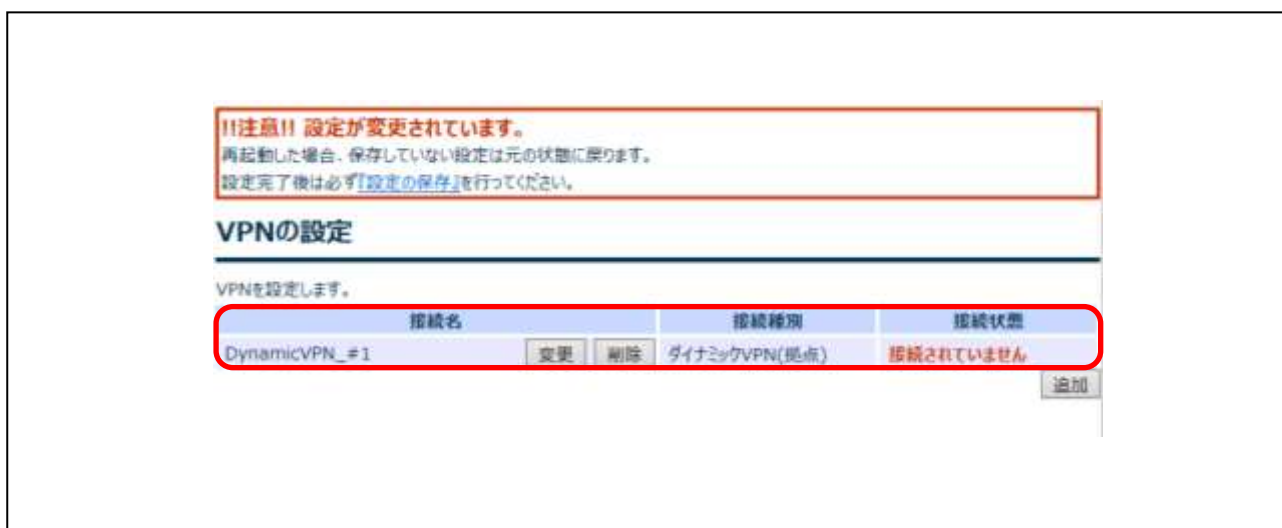 !!注意!! 設定が変更されています。
再起動した場合、保存していない設定は元の状態に戻ります。
設定完了後は必ず『設定の保存』を行ってください。
VPNの設定
VPNを設定します。
接続名 接続種別 接続状態
DynamicVPN_#1 変更 削除 ダイナミックVPN(拠点) 接続されていません
追加